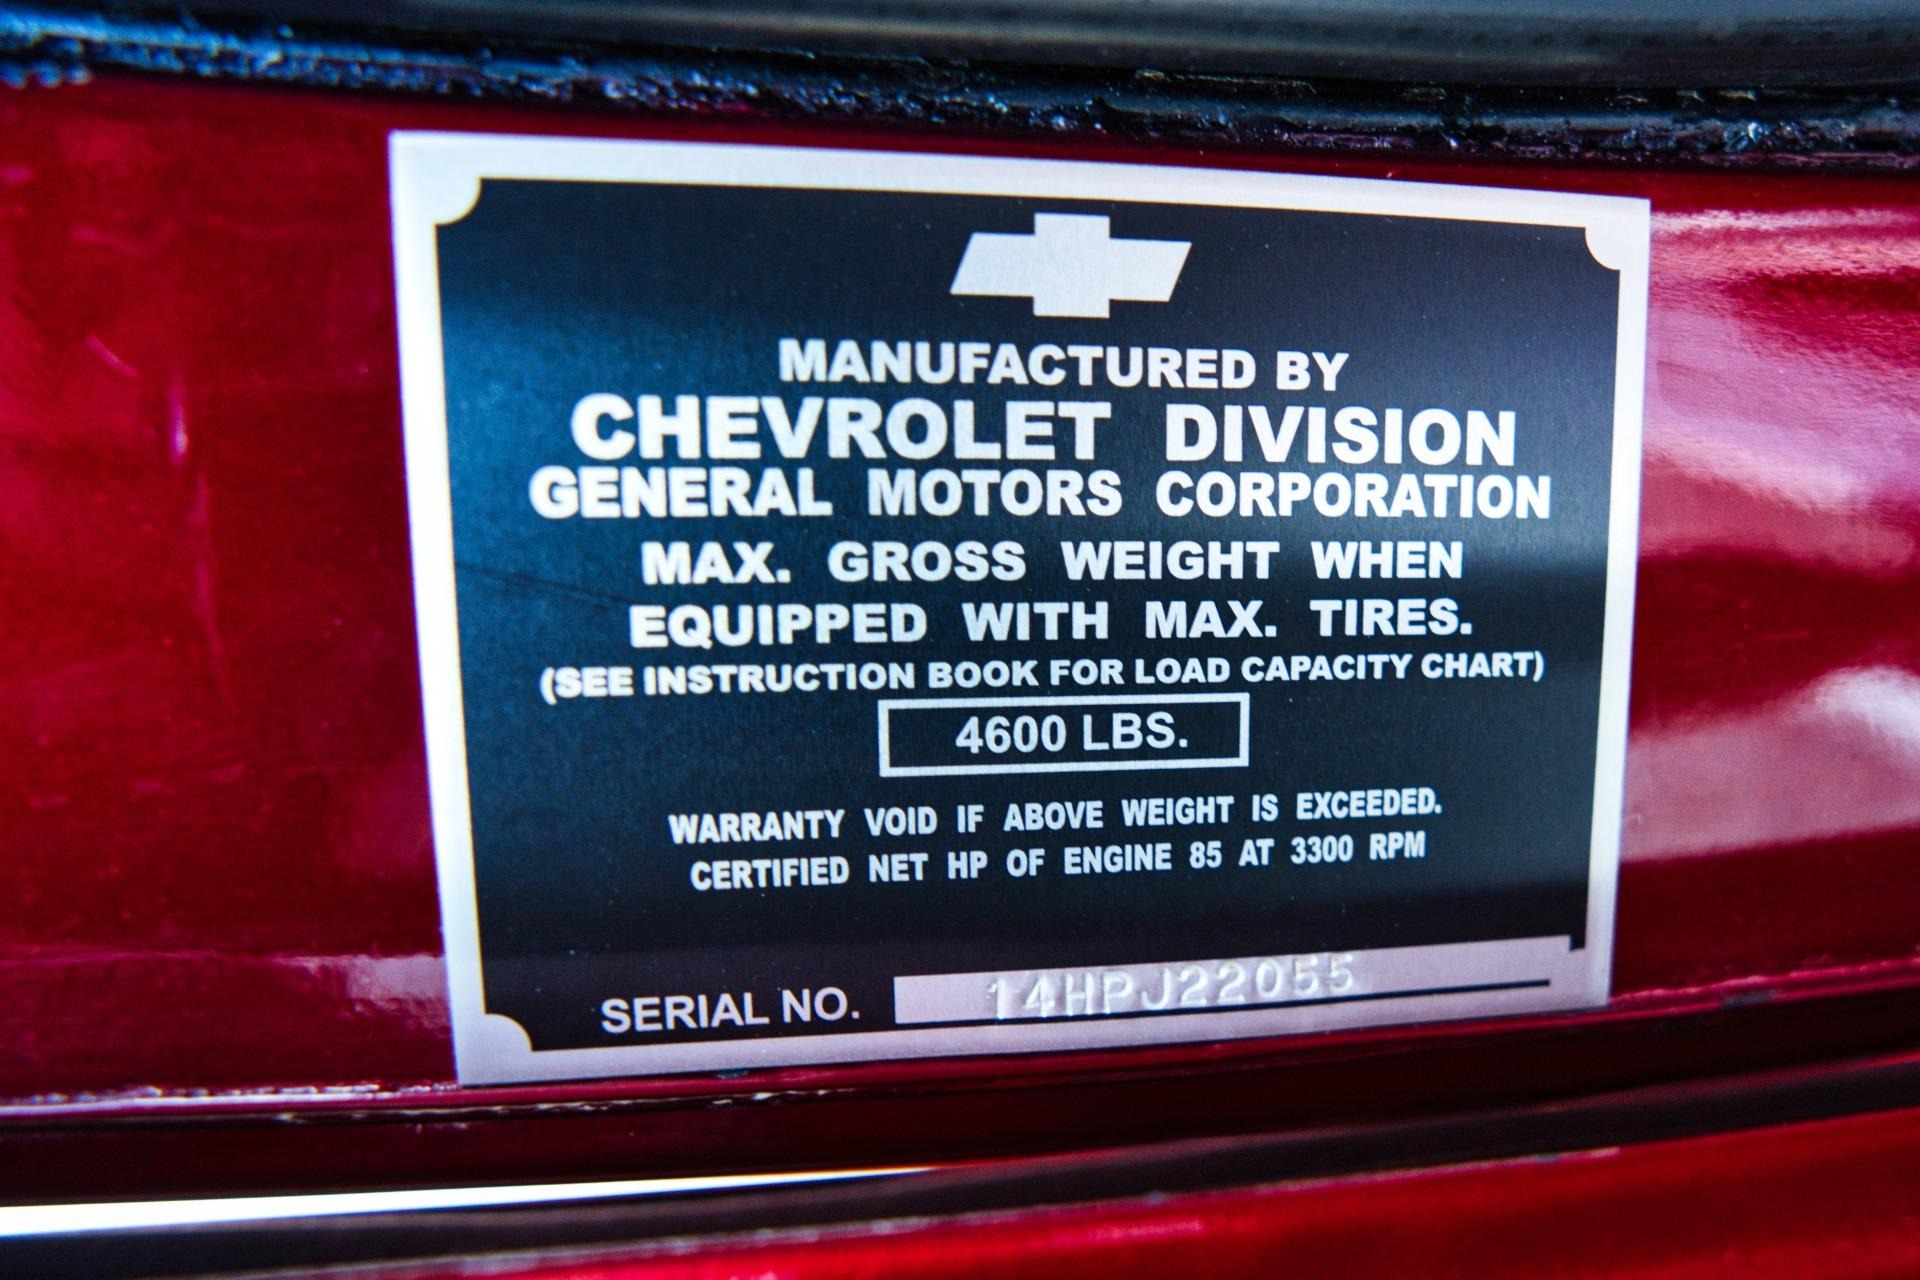 MANUFACTURED BY
CHEVROLET DIVISION
GENERAL MOTORS CORPORATION
MAX. GROSS WEIGHT WHEN
EQUIPPED WITH MAX. TIRES.
(SEE INSTRUCTION BOOK FOR LOAD CAPACITY CHART)
4600 LBS.
WARRANTY VOID IF ABOVE WEIGHT IS EXCEEDED.
CERTIFIED NET HP OF ENGINE 85 AT 3300 RPM
SERIAL NO. 14HPJ22055